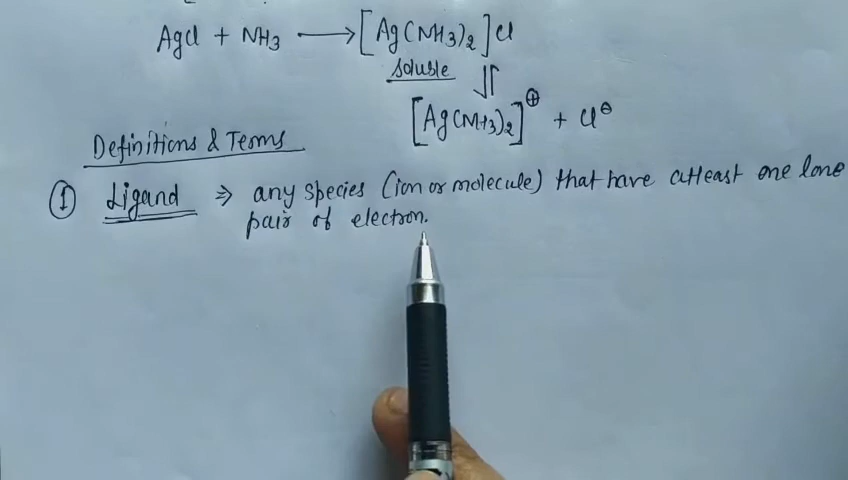 AgCl + NH3 → [Ag(NH3)2]Cl
soluble ⇌
[Ag(NH3)2]⊕ + Cl⊖
Definitions & Terms
① Ligand ⇒ any species (ion or molecule) that have atleast one lone
pair of electron.